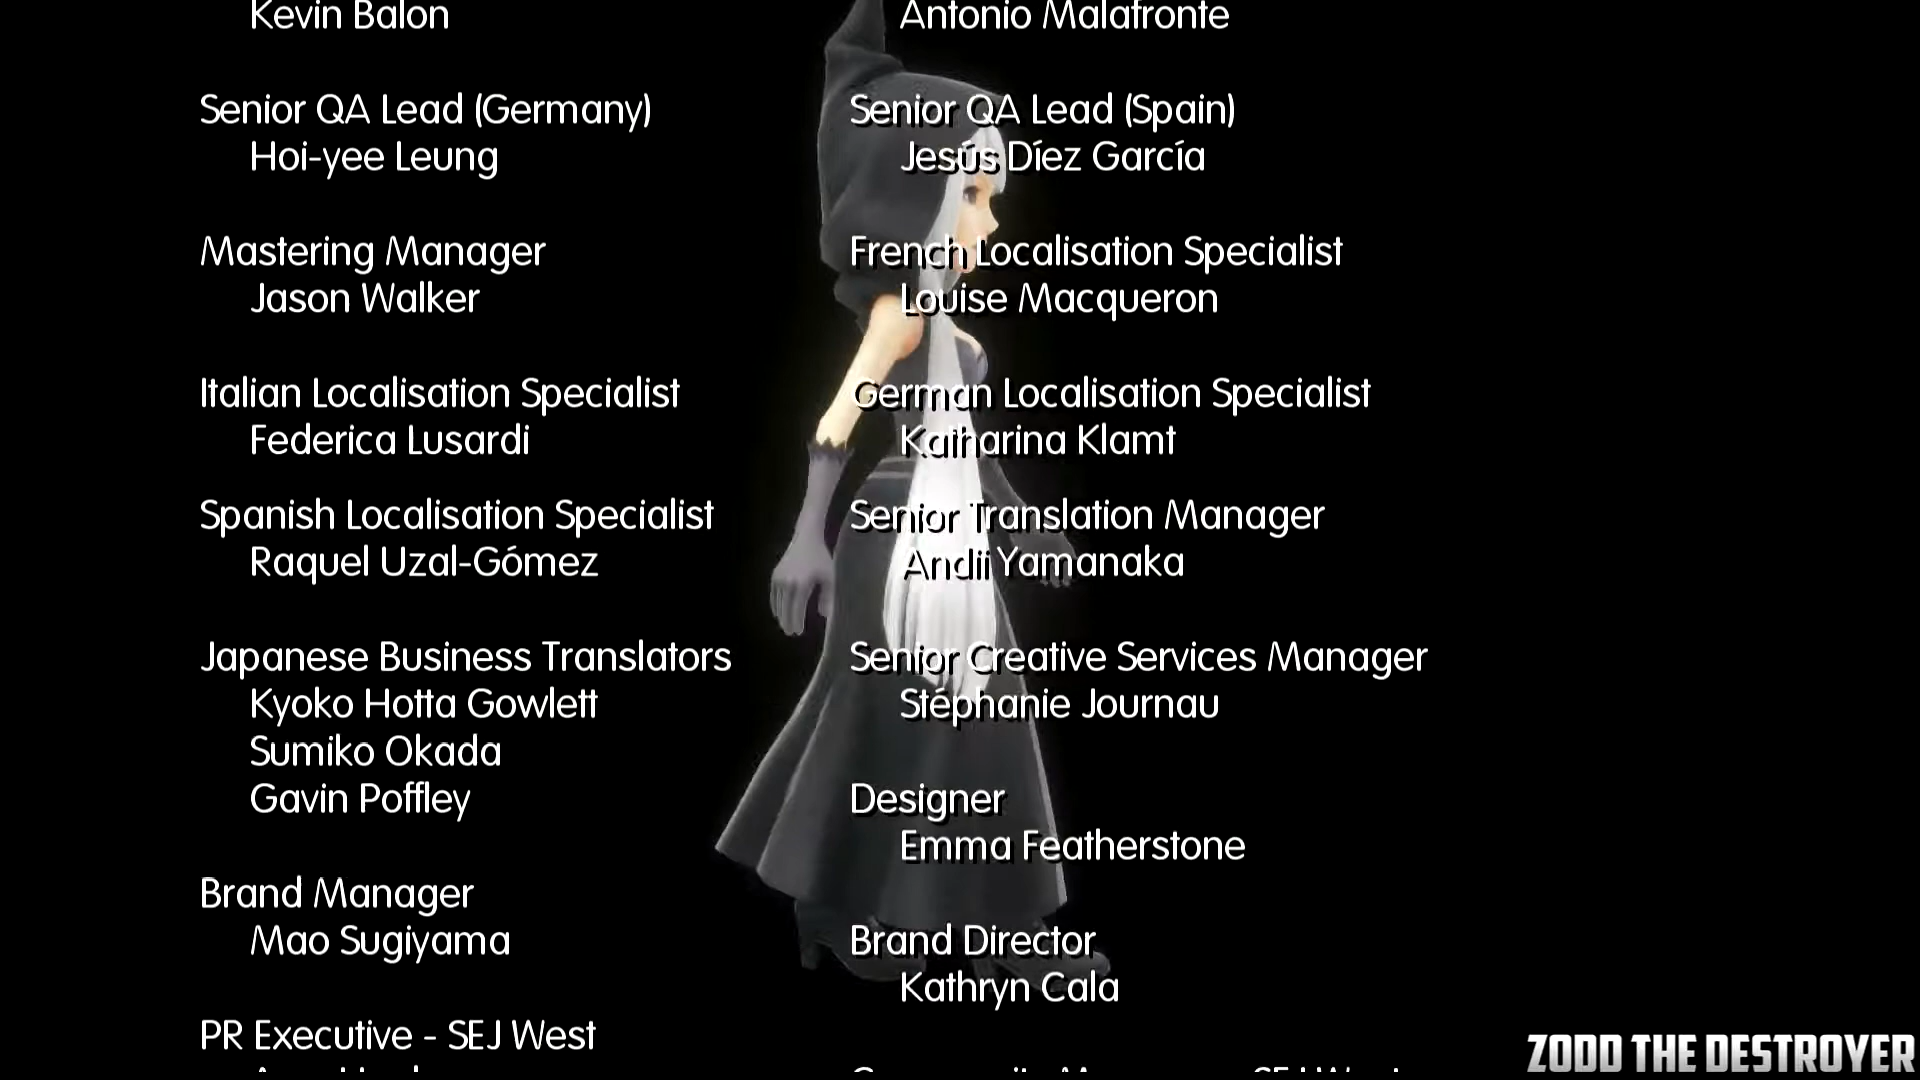 Kevin Balon
Antonio Malafronte
Senior QA Lead (Germany)
Hoi-yee Leung
Senior QA Lead (Spain)
Jesús Díez García
Mastering Manager
Jason Walker
French Localisation Specialist
Louise Macqueron
Italian Localisation Specialist
Federica Lusardi
German Localisation Specialist
Katharina Klamt
Spanish Localisation Specialist
Raquel Uzal-Gómez
Senior Translation Manager
Andii Yamanaka
Japanese Business Translators
Kyoko Hotta Gowlett
Sumiko Okada
Gavin Poffley
Senior Creative Services Manager
Stéphanie Journau
Designer
Emma Featherstone
Brand Manager
Mao Sugiyama
Brand Director
Kathryn Cala
PR Executive - SEJ West
ZODD THE DESTROYER